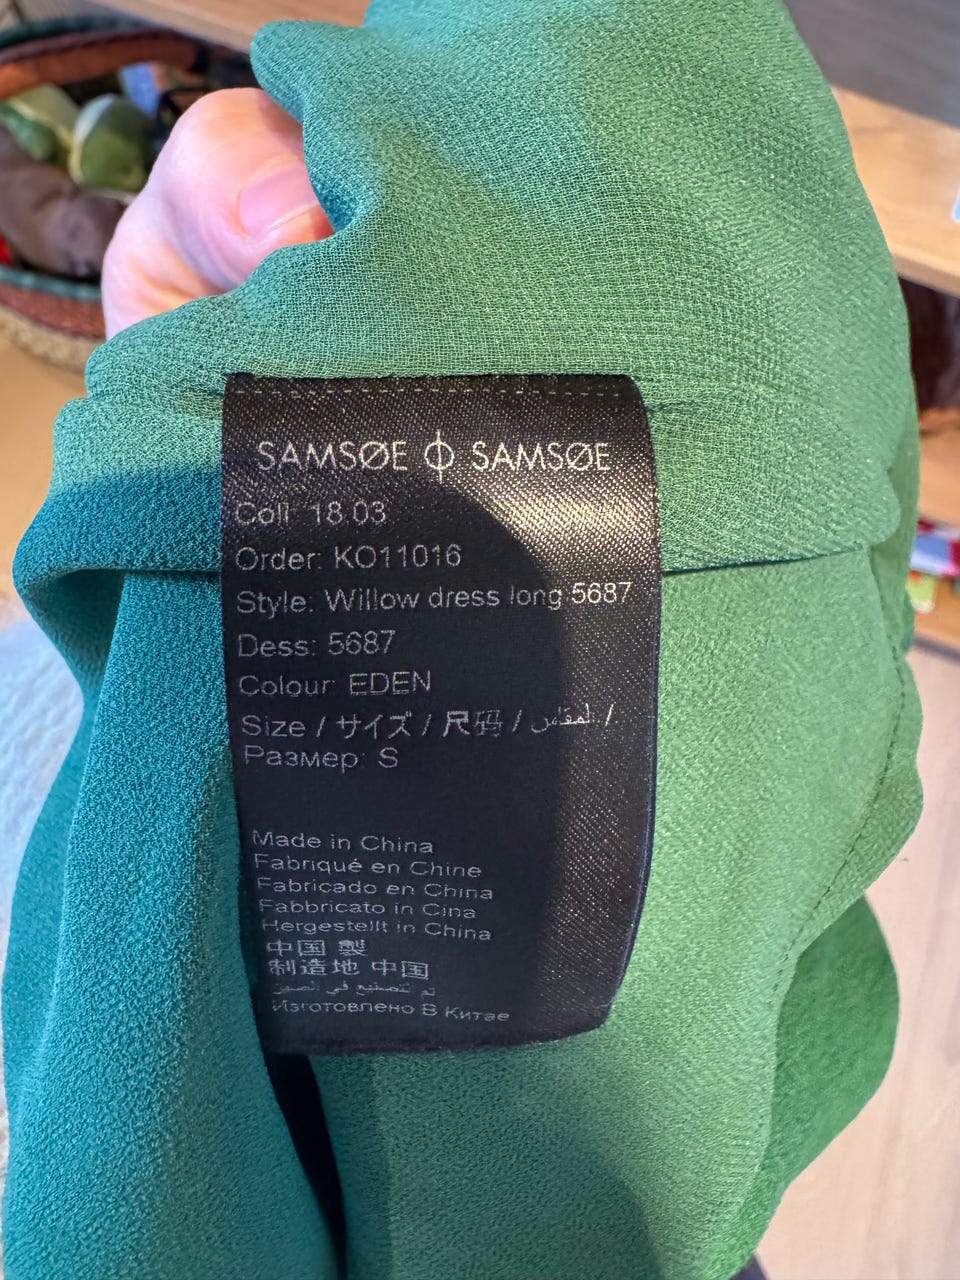 SAMSØE ϕ SAMSØE
Coll: 18.03
Order: KO11016
Style: Willow dress long 5687
Dess: 5687
Colour: EDEN
Size / サイズ / 尺码 / المقاس /
Размер: S
Made in China
Fabriqué en Chine
Fabricado en China
Fabbricato in Cina
Hergestellt in China
中国 製
制造地 中国
تم التصنيع في الصين
Изготовлено В Китае